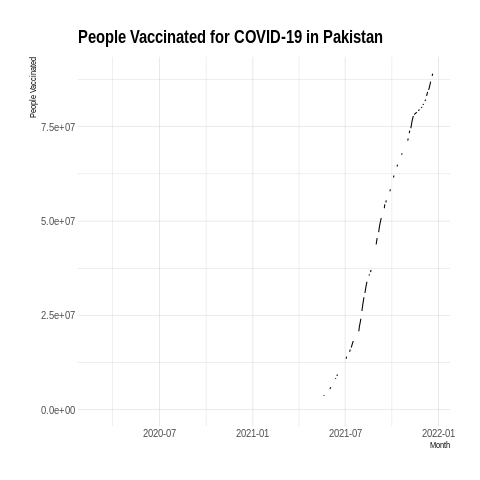 People Vaccinated for COVID-19 in Pakistan
People Vaccinated
7.5e+07
5.0e+07
2.5e+07
0.0e+00
2020-07
2021-01
2021-07
2022-01
Month